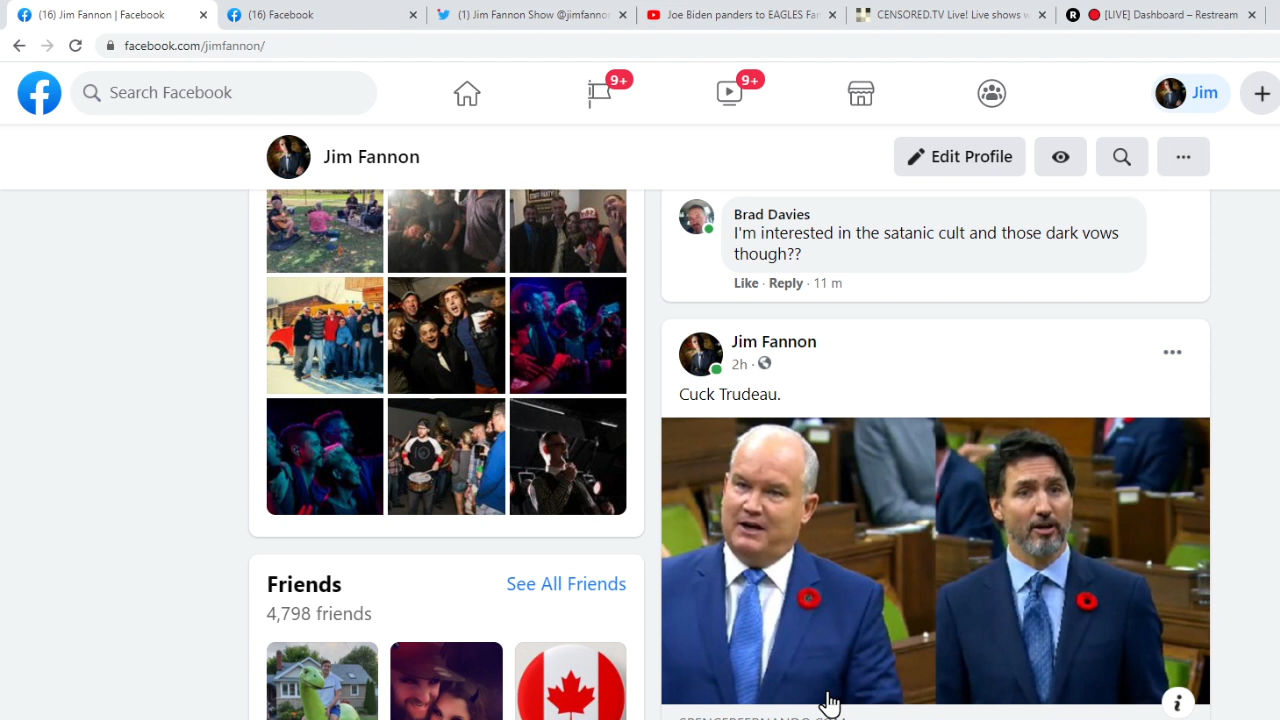 (16) Jim Fannon | Facebook
(16) Facebook
(1) Jim Fannon Show @jimfannon
Joe Biden panders to EAGLES Fan
CENSORED.TV Live! Live shows w
[LIVE] Dashboard – Restream
facebook.com/jimfannon/
Search Facebook
9+
9+
Jim
Jim Fannon
Edit Profile
Brad Davies
I'm interested in the satanic cult and those dark vows
though??
Like · Reply · 11 m
Jim Fannon
2h ·
Cuck Trudeau.
Friends
See All Friends
4,798 friends